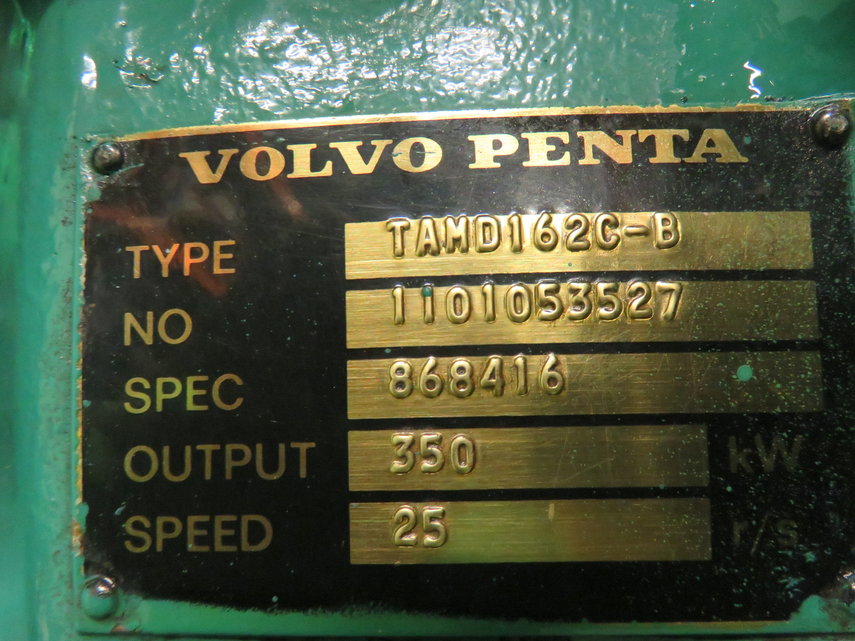 VOLVO PENTA
TYPE TAMD162C-B
NO 1101053527
SPEC 868416
OUTPUT 350 kW
SPEED 25 r/s